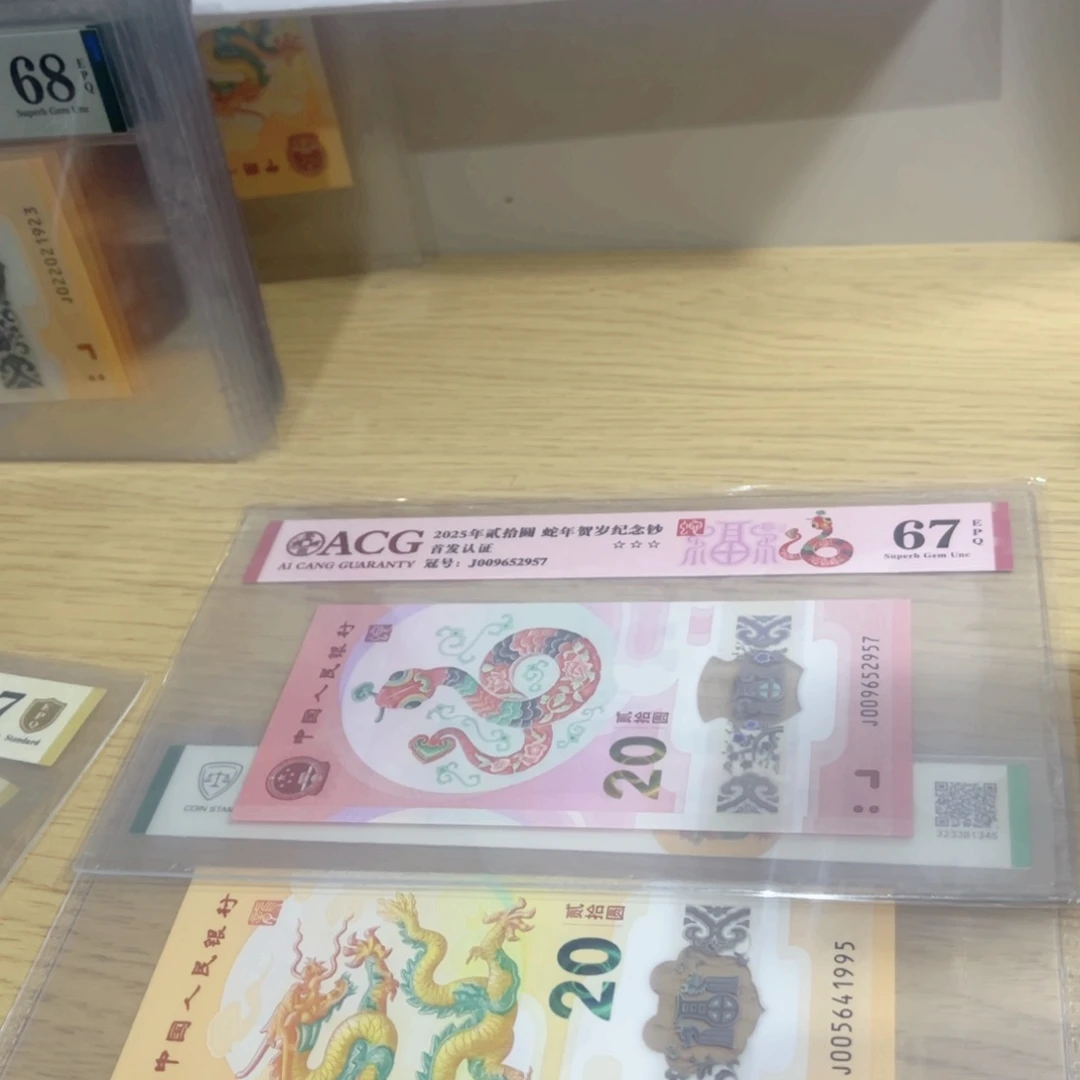 68
EPQ
Superb Gem Unc
J022021923
ACG
AI CANG GUARANTY
2025年贰拾圆 蛇年贺岁纪念钞
首发认证 ☆☆☆
冠号：J009652957
67
EPQ
Superb Gem Unc
中国人民银行
贰拾圆
20
J009652957
7
Standard
COIN STAN
323381345
中国人民银行
贰拾圆
20
J005641995